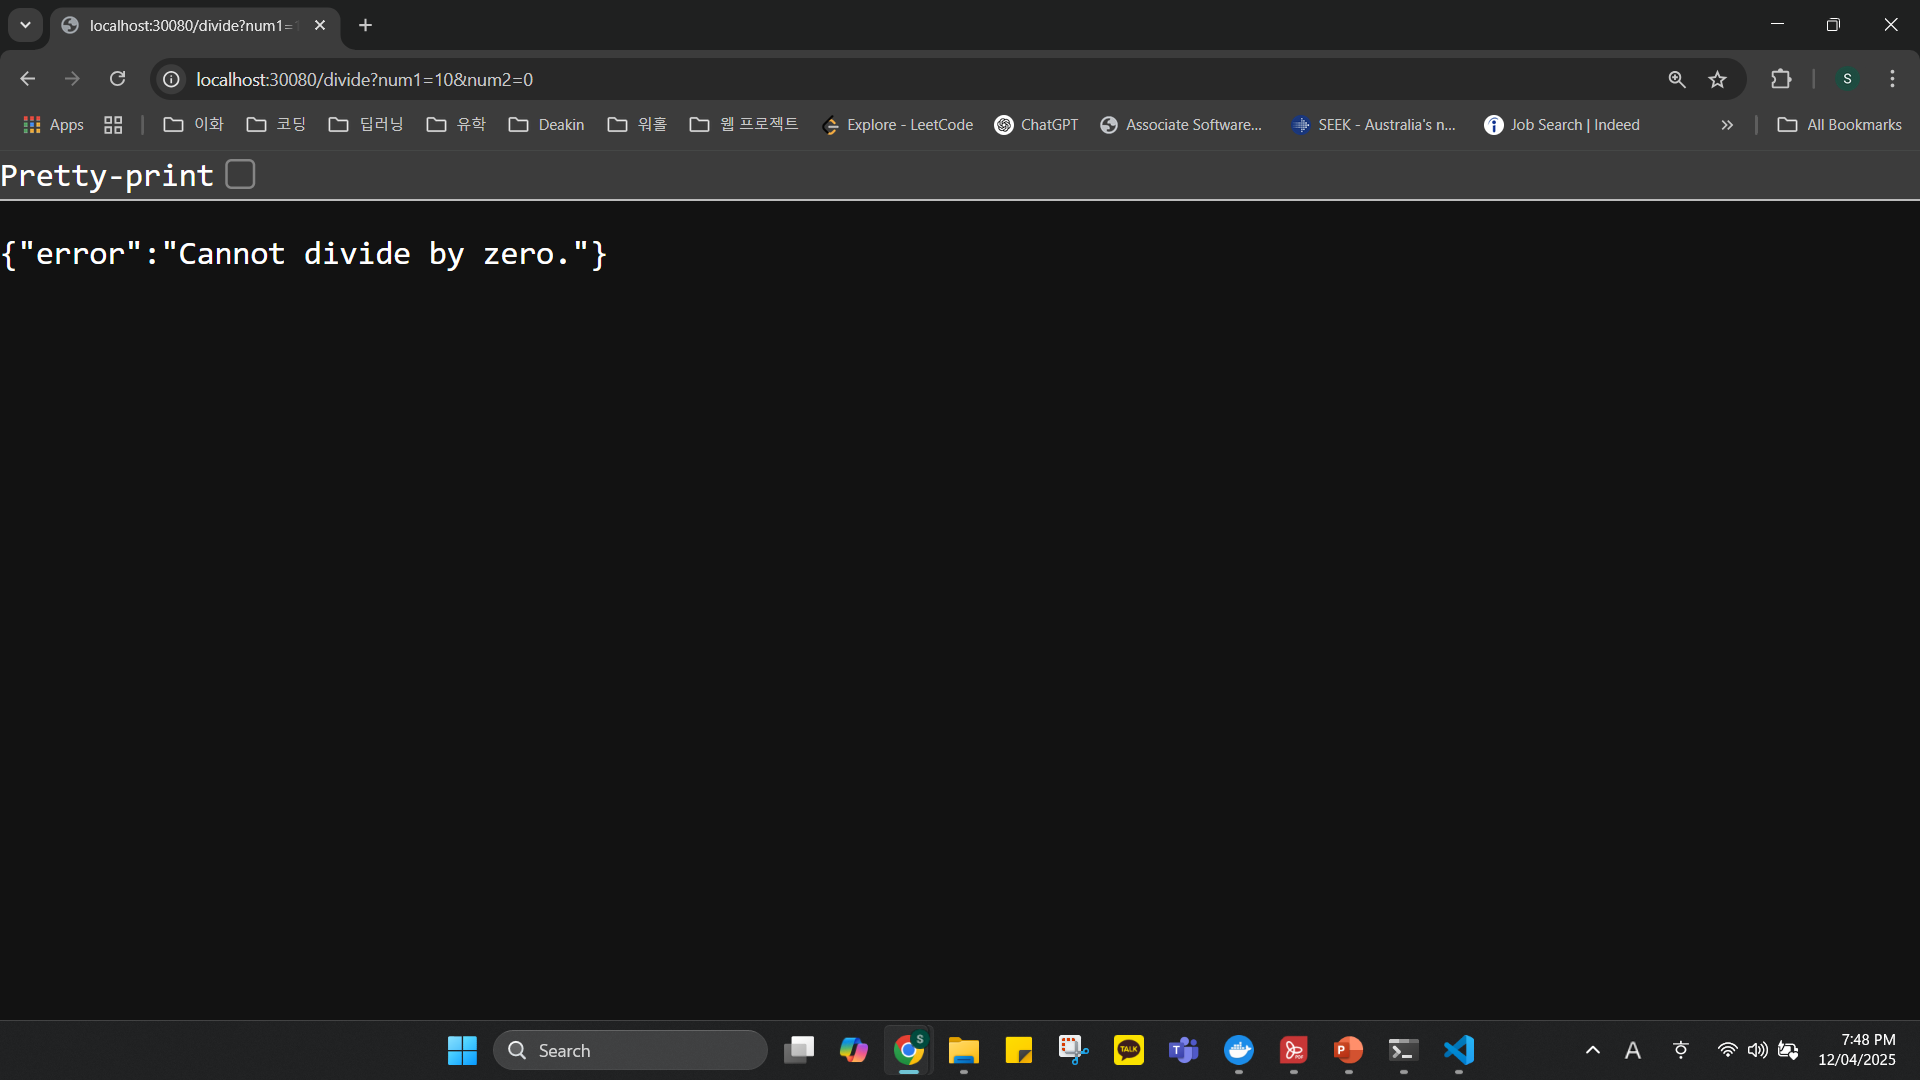 localhost:30080/divide?num1=
localhost:30080/divide?num1=10&num2=0
S
Apps
이화
코딩
딥러닝
유학
Deakin
워홀
웹 프로젝트
Explore - LeetCode
ChatGPT
Associate Software...
SEEK - Australia's n...
Job Search | Indeed
All Bookmarks
Pretty-print
{"error":"Cannot divide by zero."}
Search
S
TALK
T
P
A
7:48 PM
12/04/2025